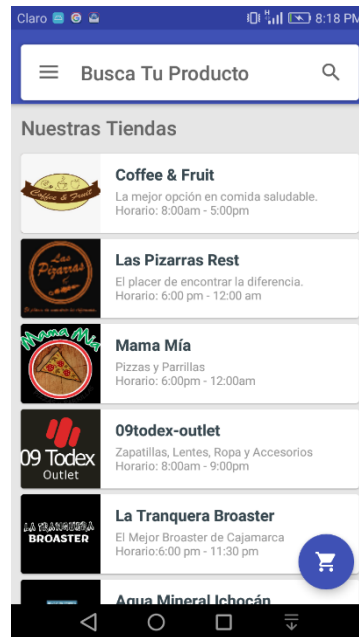 Claro
8:18 PM
Busca Tu Producto
Nuestras Tiendas
Coffee & Fruit
Coffee & Fruit
La mejor opción en comida saludable.
Horario: 8:00am - 5:00pm
Las
Pizarras
Las Pizarras Rest
El placer de encontrar la diferencia.
Horario: 6:00 pm - 12:00 am
Mama Mía
Mama Mía
Pizzas y Parrillas
Horario: 6:00pm - 12:00am
09 Todex
Outlet
09todex-outlet
Zapatillas, Lentes, Ropa y Accesorios
Horario: 8:00am - 9:00pm
LA TRANQUERA
BROASTER
La Tranquera Broaster
El Mejor Broaster de Cajamarca
Horario:6:00 pm - 11:30 pm
Agua Mineral Ichocán